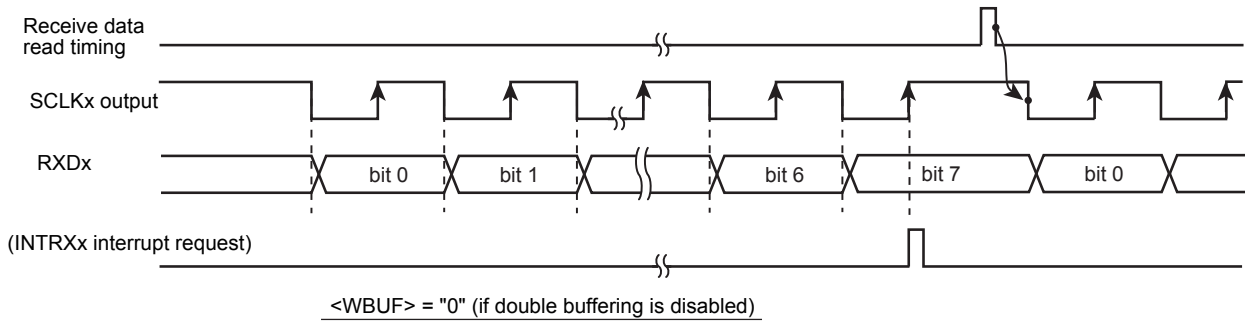 Receive data
read timing
SCLKx output
RXDx
bit 0
bit 1
bit 6
bit 7
bit 0
(INTRXx interrupt request)
<WBUF> = "0" (if double buffering is disabled)